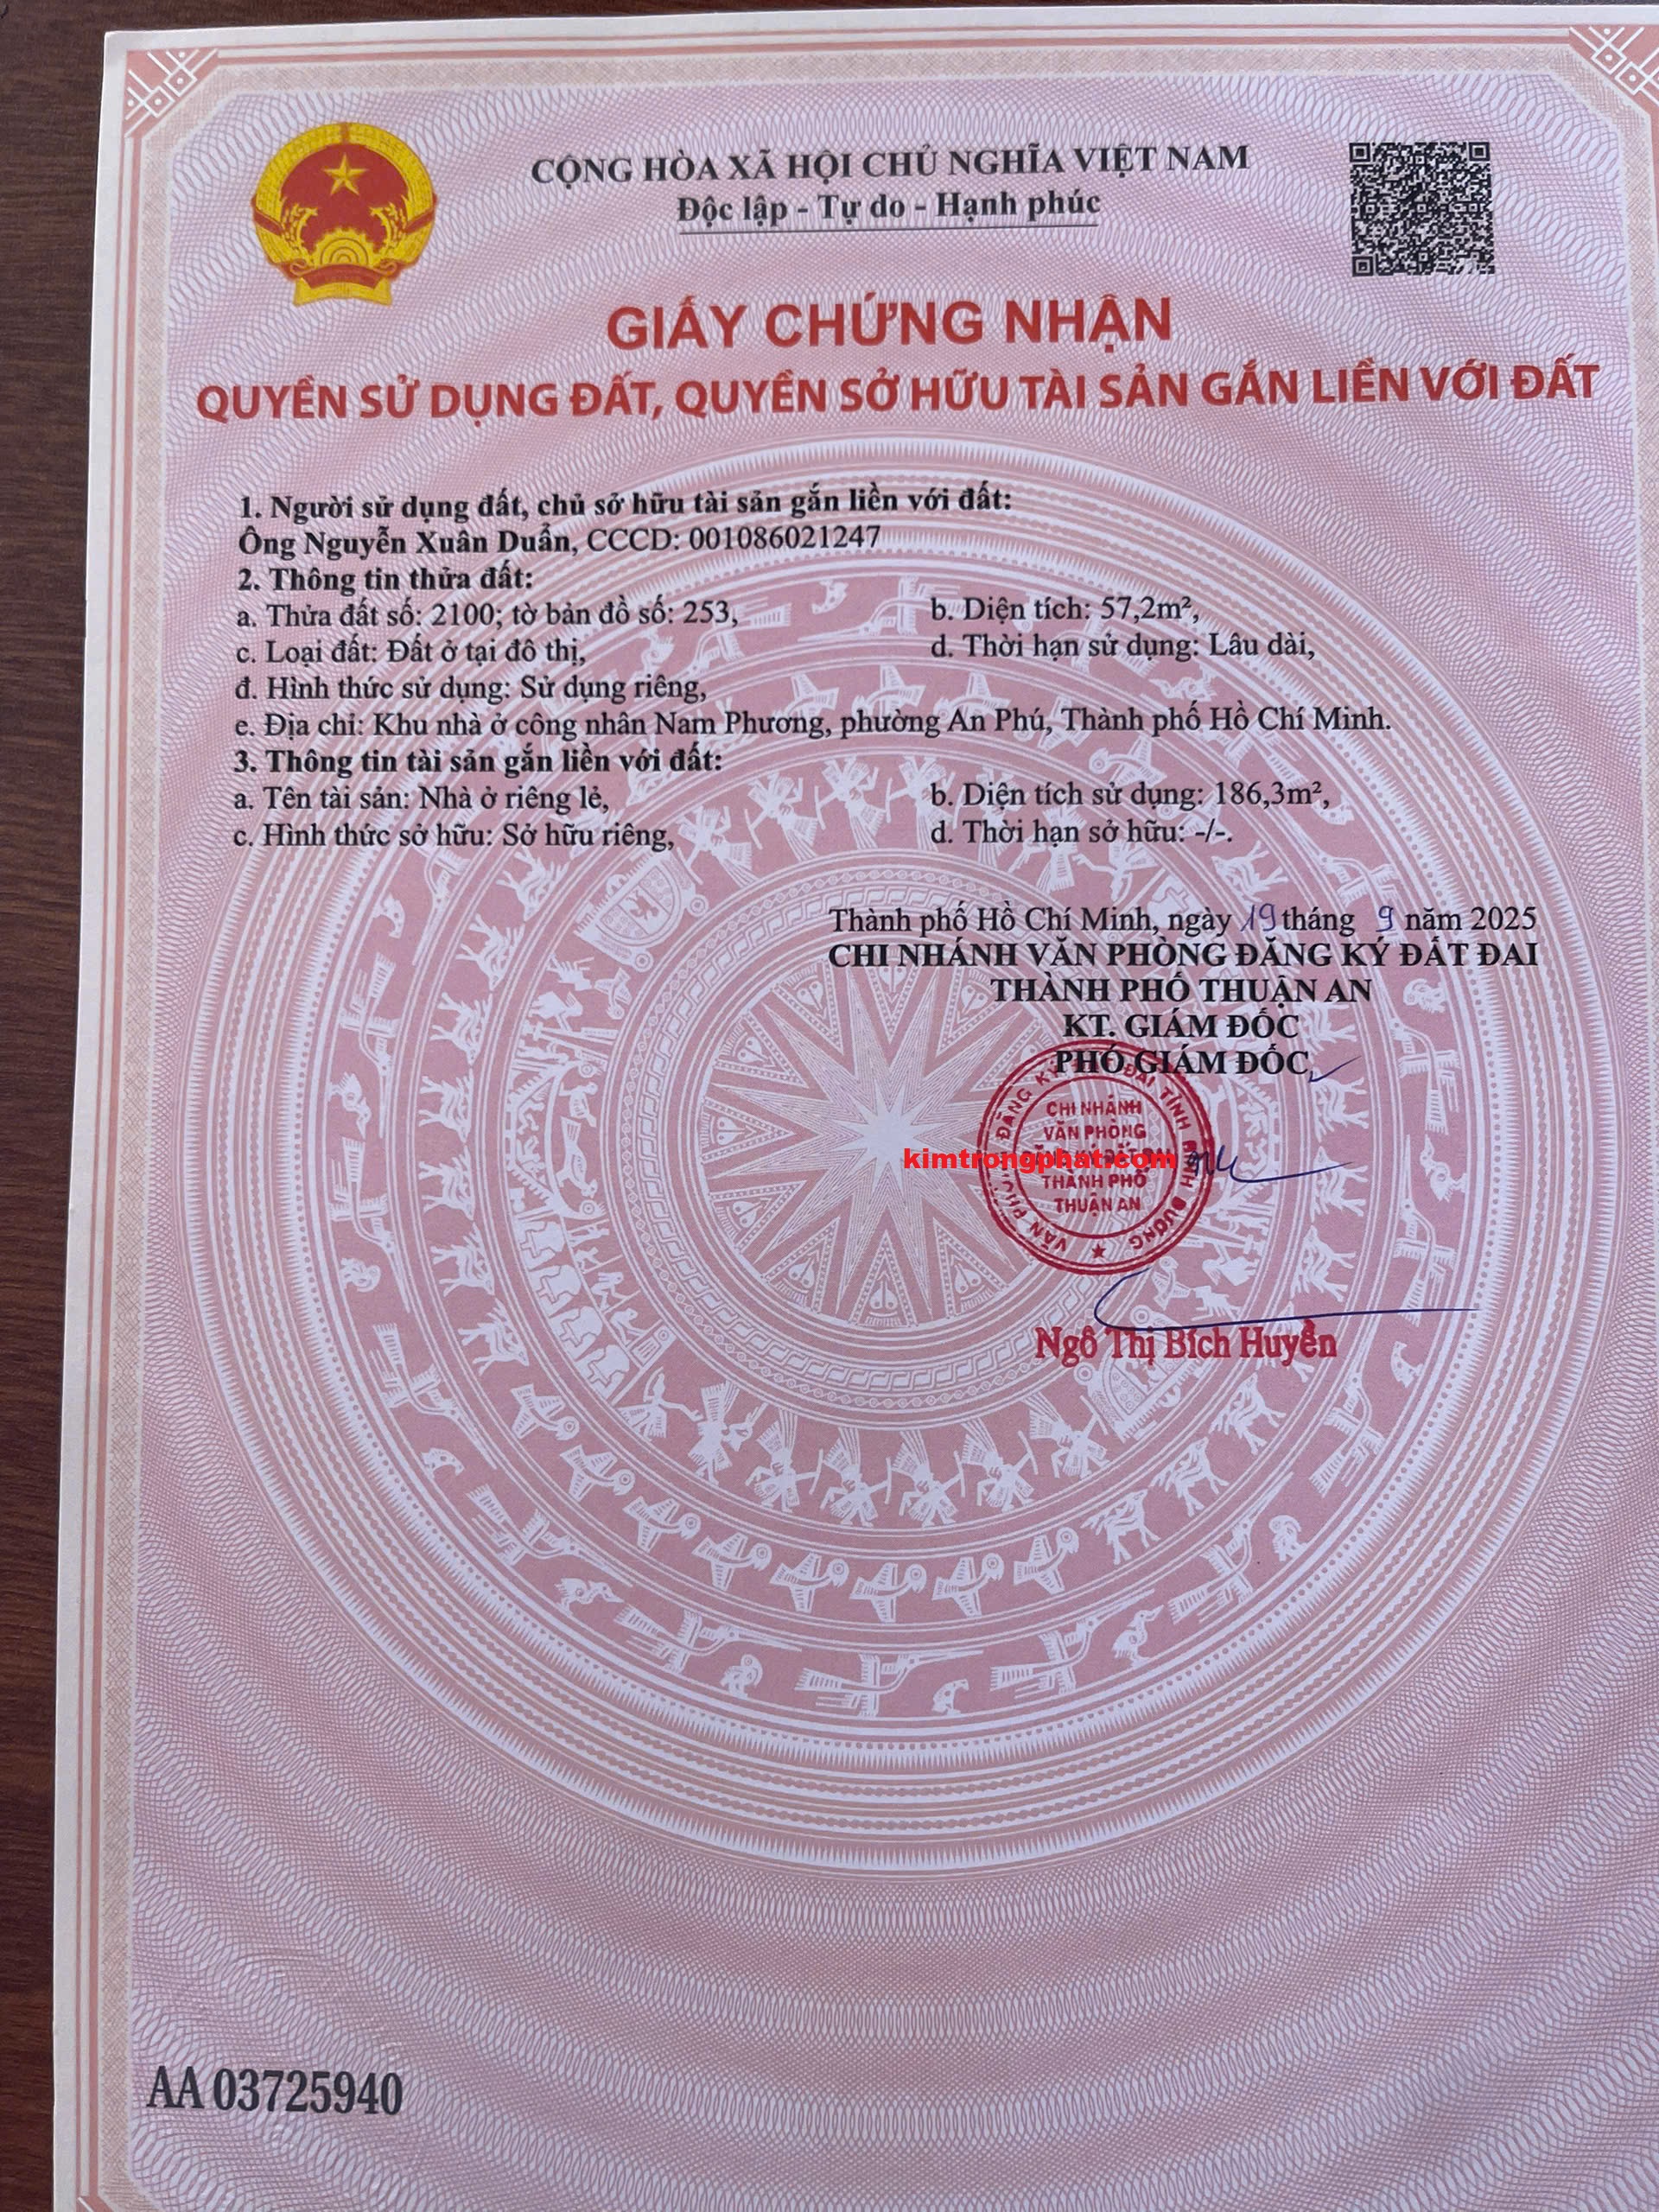 CỘNG HÒA XÃ HỘI CHỦ NGHĨA VIỆT NAM
Độc lập - Tự do - Hạnh phúc
GIẤY CHỨNG NHẬN
QUYỀN SỬ DỤNG ĐẤT, QUYỀN SỞ HỮU TÀI SẢN GẮN LIỀN VỚI ĐẤT
1. Người sử dụng đất, chủ sở hữu tài sản gắn liền với đất:
Ông Nguyễn Xuân Duẩn, CCCD: 001086021247
2. Thông tin thửa đất:
a. Thửa đất số: 2100; tờ bản đồ số: 253, b. Diện tích: 57,2m²,
c. Loại đất: Đất ở tại đô thị, d. Thời hạn sử dụng: Lâu dài,
đ. Hình thức sử dụng: Sử dụng riêng,
e. Địa chỉ: Khu nhà ở công nhân Nam Phương, phường An Phú, Thành phố Hồ Chí Minh.
3. Thông tin tài sản gắn liền với đất:
a. Tên tài sản: Nhà ở riêng lẻ, b. Diện tích sử dụng: 186,3m²,
c. Hình thức sở hữu: Sở hữu riêng, d. Thời hạn sở hữu: -/-.
Thành phố Hồ Chí Minh, ngày 19 tháng 9 năm 2025
CHI NHÁNH VĂN PHÒNG ĐĂNG KÝ ĐẤT ĐAI
THÀNH PHỐ THUẬN AN
KT. GIÁM ĐỐC
PHÓ GIÁM ĐỐC
VĂN PHÒNG ĐĂNG KÝ ĐẤT ĐAI TỈNH BÌNH DƯƠNG
CHI NHÁNH
VĂN PHÒNG
kimtrongphat.com
THÀNH PHỐ
THUẬN AN
Ngô Thị Bích Huyền
AA 03725940